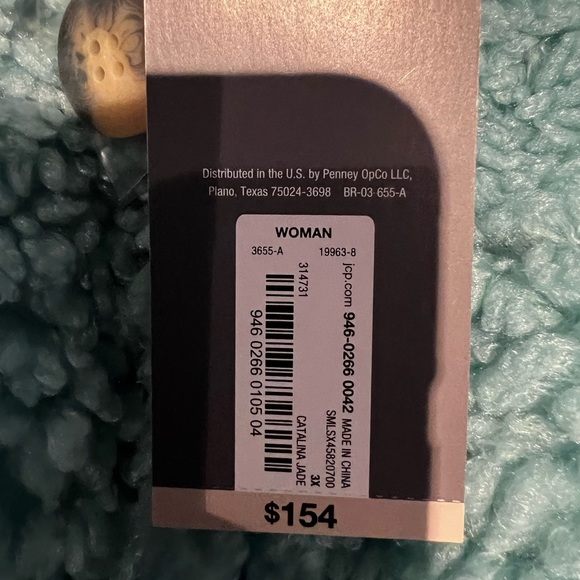 Distributed in the U.S. by Penney OpCo LLC,
Plano, Texas 75024-3698 BR-03 655-A
WOMAN
3655-A 19963-8
jcp.com 946-0266 0042 MADE IN CHINA
SMLSX45820700
3X
314731 CATALINA JADE
946 0266 0105 04
$154